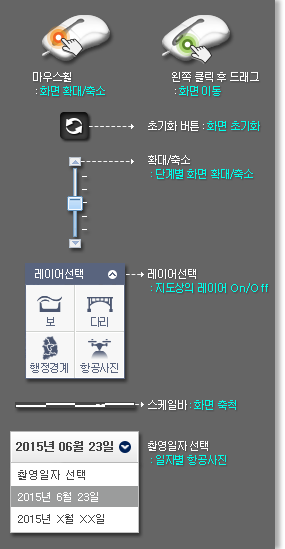 마우스휠
: 화면 확대/축소
왼쪽 클릭 후 드래그
: 화면 이동
초기화 버튼 : 화면 초기화
확대/축소
: 단계별 화면 확대/축소
레이어선택
레이어선택
: 지도상의 레이어 On/Off
보
다리
행정경계
항공사진
스케일바 : 화면 축척
2015년 06월 23일
촬영일자 선택
: 일자별 항공사진
촬영일자 선택
2015년 6월 23일
2015년 X월 XX일